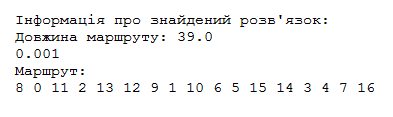 Інформація про знайдений розв'язок:
Довжина маршруту: 39.0
0.001
Маршрут:
8 0 11 2 13 12 9 1 10 6 5 15 14 3 4 7 16